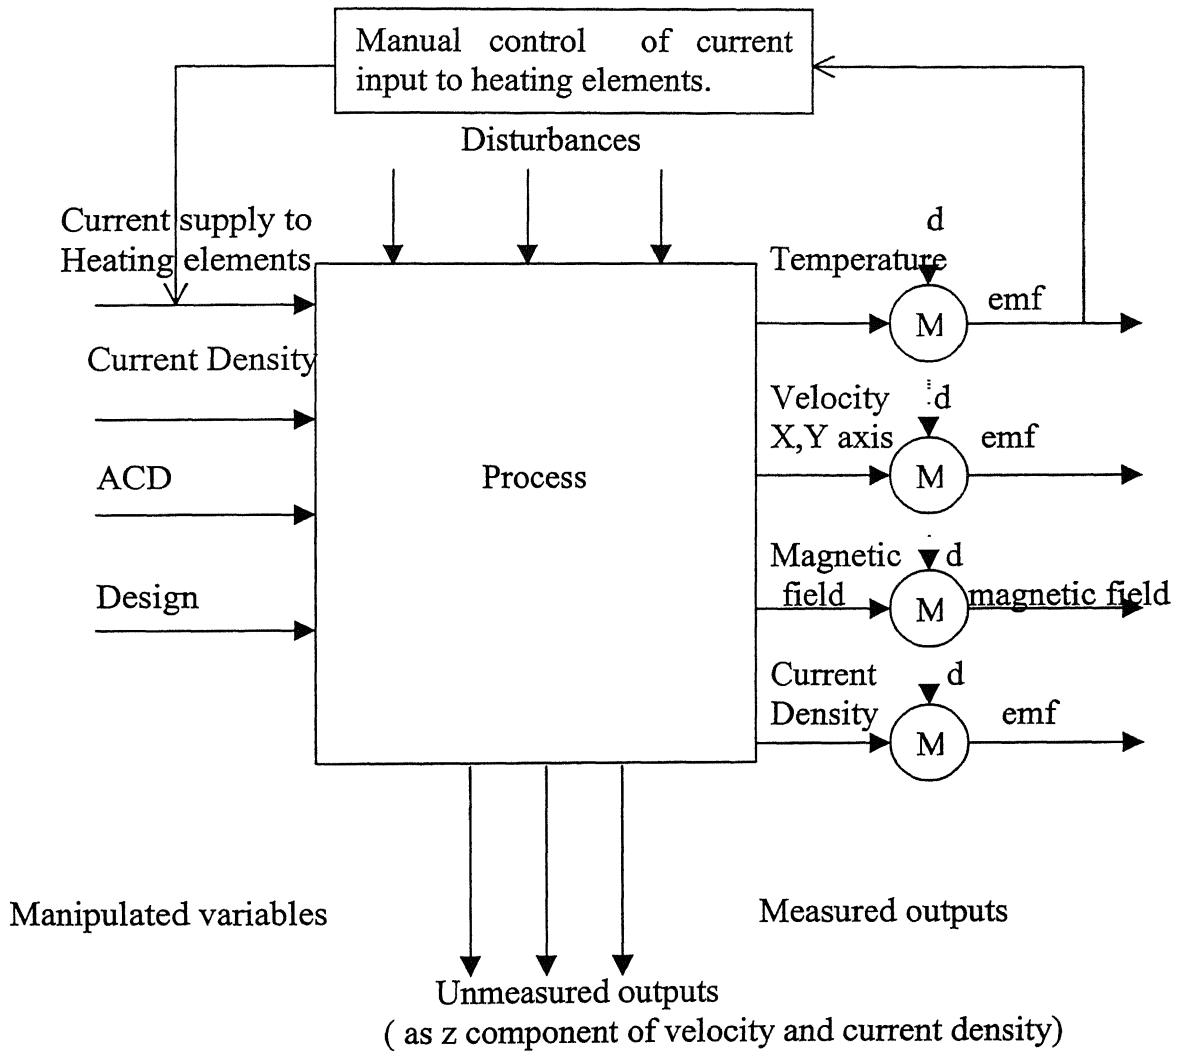 Manual control of current
input to heating elements.
Disturbances
Current supply to
Heating elements
Current Density
ACD
Design
Process
d
Temperature
M
emf
Velocity
d
X,Y axis
M
emf
Magnetic
d
field
M
magnetic field
Current
d
Density
M
emf
Manipulated variables
Measured outputs
Unmeasured outputs
( as z component of velocity and current density)